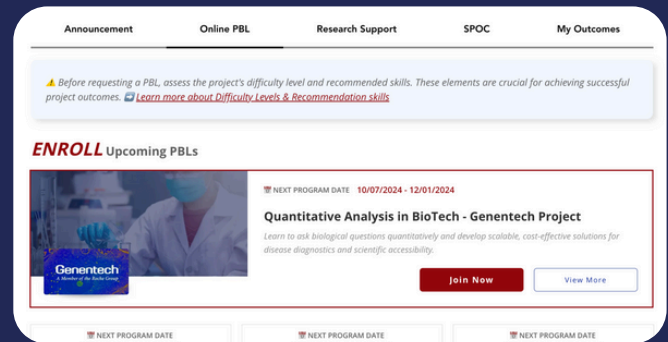 Announcement
Online PBL
Research Support
SPOC
My Outcomes
⚠️ Before requesting a PBL, assess the project's difficulty level and recommended skills. These elements are crucial for achieving successful
project outcomes. ➡️ Learn more about Difficulty Levels & Recommendation skills
ENROLL Upcoming PBLs
NEXT PROGRAM DATE 10/07/2024 - 12/01/2024
Quantitative Analysis in BioTech - Genentech Project
Learn to ask biological questions quantitatively and develop scalable, cost-effective solutions for
disease diagnostics and scientific accessibility.
Genentech
A Member of the Roche Group
Join Now
View More
NEXT PROGRAM DATE
NEXT PROGRAM DATE
NEXT PROGRAM DATE